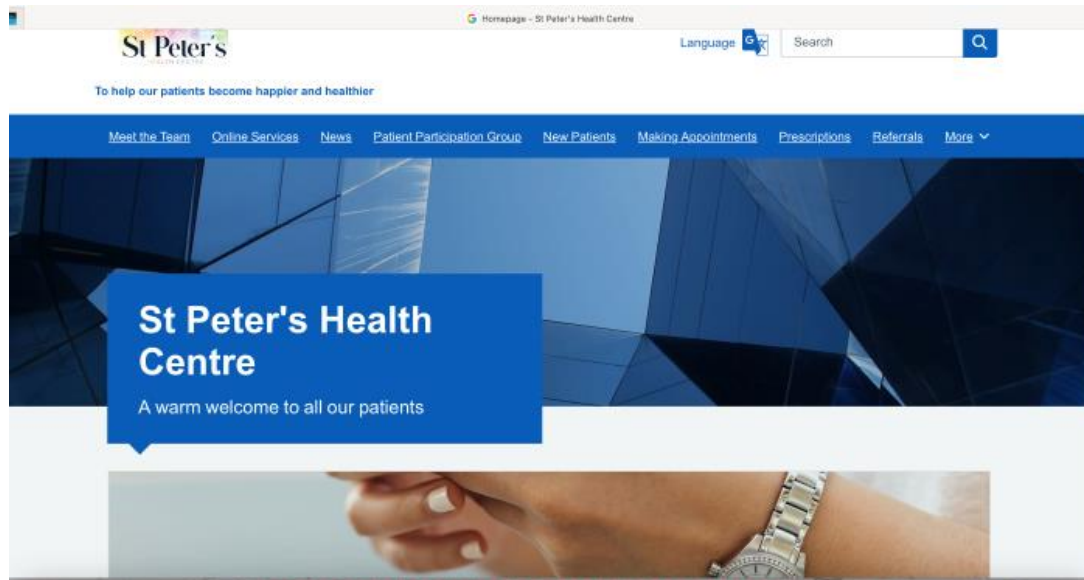 Homepage - St Peter's Health Centre
St Peter's
HEALTH CENTRE
Language
Search
To help our patients become happier and healthier
Meet the Team Online Services News Patient Participation Group New Patients Making Appointments Prescriptions Referrals More
St Peter's Health
Centre
A warm welcome to all our patients